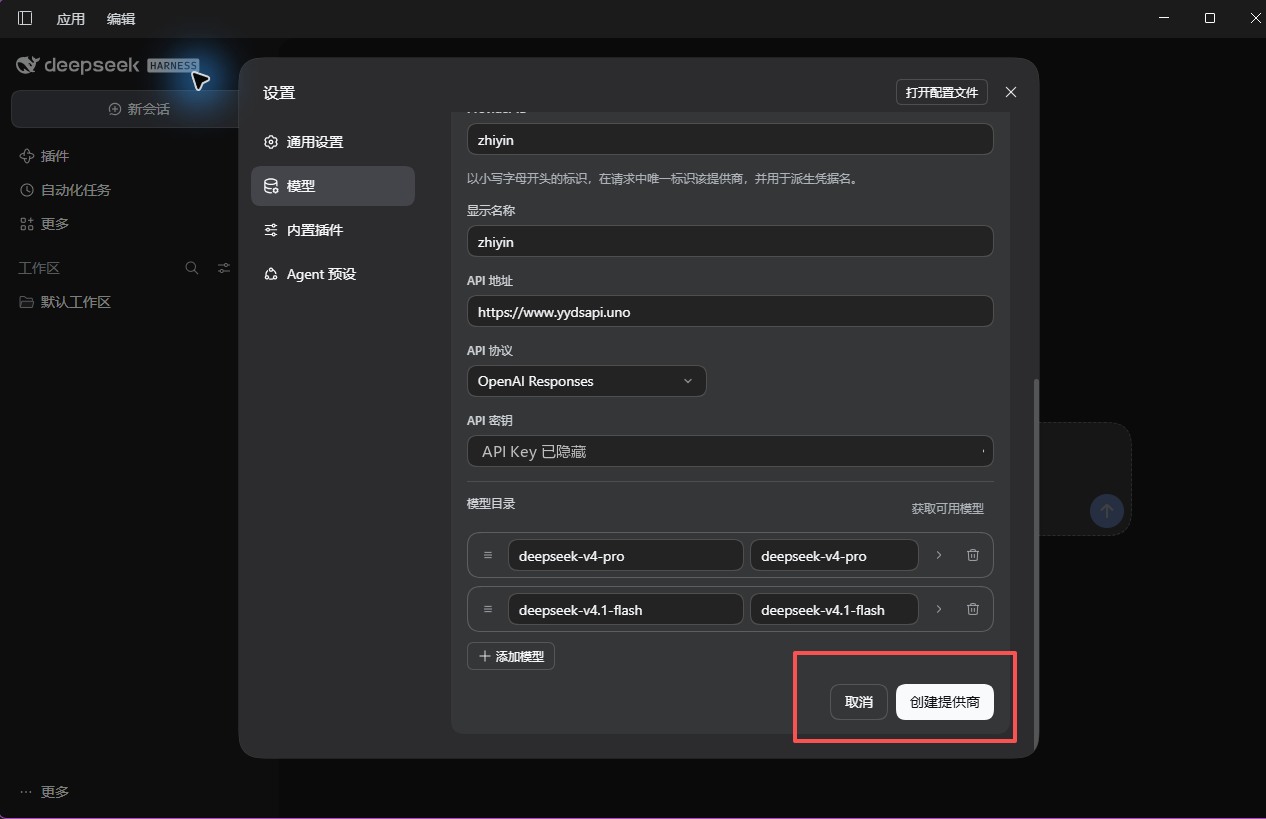 应用 编辑
deepseek HARNESS
新会话
插件
自动化任务
更多
工作区
默认工作区
更多
设置
打开配置文件
通用设置
模型
内置插件
Agent 预设
zhiyin
以小写字母开头的标识，在请求中唯一标识该提供商，并用于派生凭据名。
显示名称
zhiyin
API 地址
https://www.yydsapi.uno
API 协议
OpenAI Responses
API 密钥
API Key 已隐藏
模型目录
获取可用模型
deepseek-v4-pro deepseek-v4-pro
deepseek-v4.1-flash deepseek-v4.1-flash
添加模型
取消 创建提供商